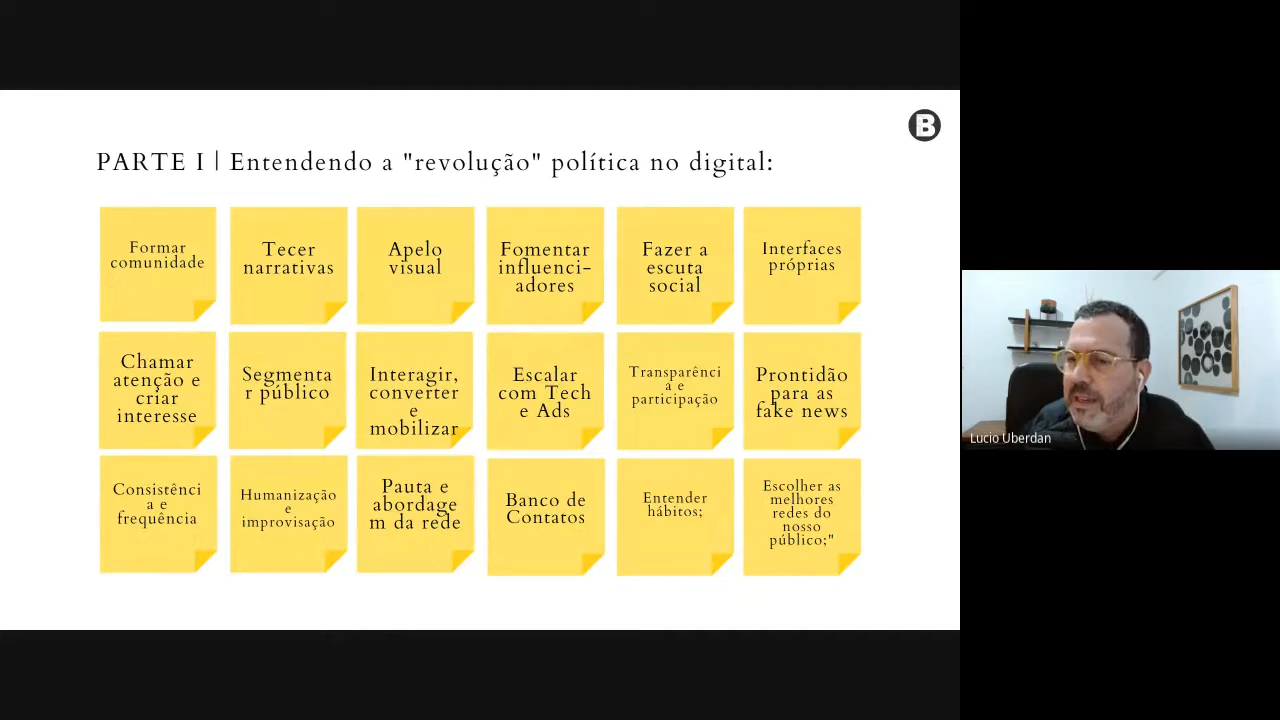 B
PARTE I | Entendendo a "revolução" política no digital:
Formar
comunidade
Tecer
narrativas
Apelo
visual
Fomentar
influenci-
adores
Fazer a
escuta
social
Interfaces
próprias
Chamar
atenção e
criar
interesse
Segmenta
r público
Interagir,
converter
e
mobilizar
Escalar
com Tech
e Ads
Transparênci
a e
participação
Prontidão
para as
fake news
Consistênci
a e
frequência
Humanização
e
improvisação
Pauta e
abordage
m da rede
Banco de
Contatos
Entender
hábitos;
Escolher as
melhores
redes do
nosso
público;"
Lucio Uberdan